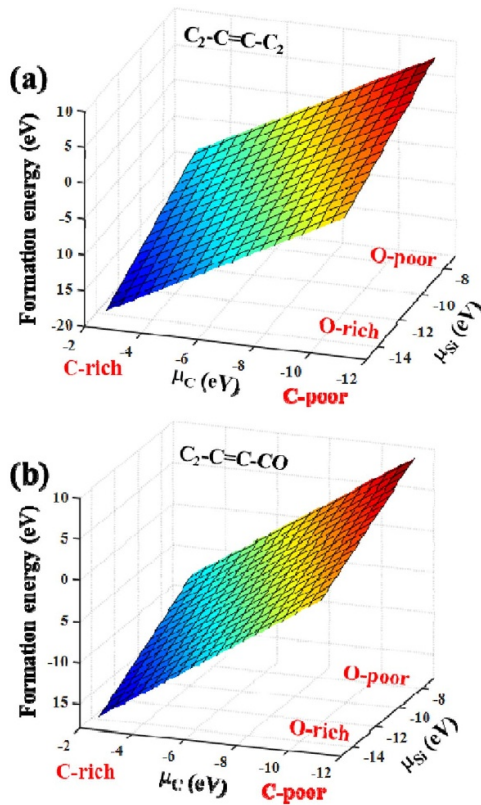 C₂-C=C-C₂
(a)
Formation energy (eV)
10
5
0
-5
10
15
-20
-2
-4
-6
-8
-10
-12
C-rich
μC (eV)
C-poor
O-poor
O-rich
-8
-10
-12
-14
μSi (eV)
C₂-C=C-CO
(b)
Formation energy (eV)
10
5
0
-5
-10
15
-2
-4
-6
-8
-10
-12
C-rich
μC (eV)
C-poor
O-poor
O-rich
-8
-10
-12
-14
μSi (eV)